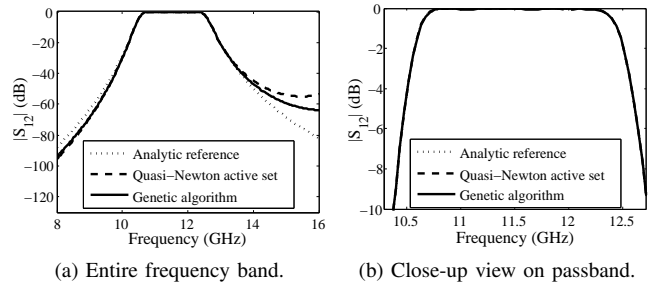 0
−20
−40
−60
−80
−100
−120
|S12| (dB)
Analytic reference
Quasi−Newton active set
Genetic algorithm
8 10 12 14 16
Frequency (GHz)
(a) Entire frequency band.
0
−2
−4
−6
−8
−10
|S12| (dB)
Analytic reference
Quasi−Newton active set
Genetic algorithm
10.5 11 11.5 12 12.5
Frequency (GHz)
(b) Close-up view on passband.